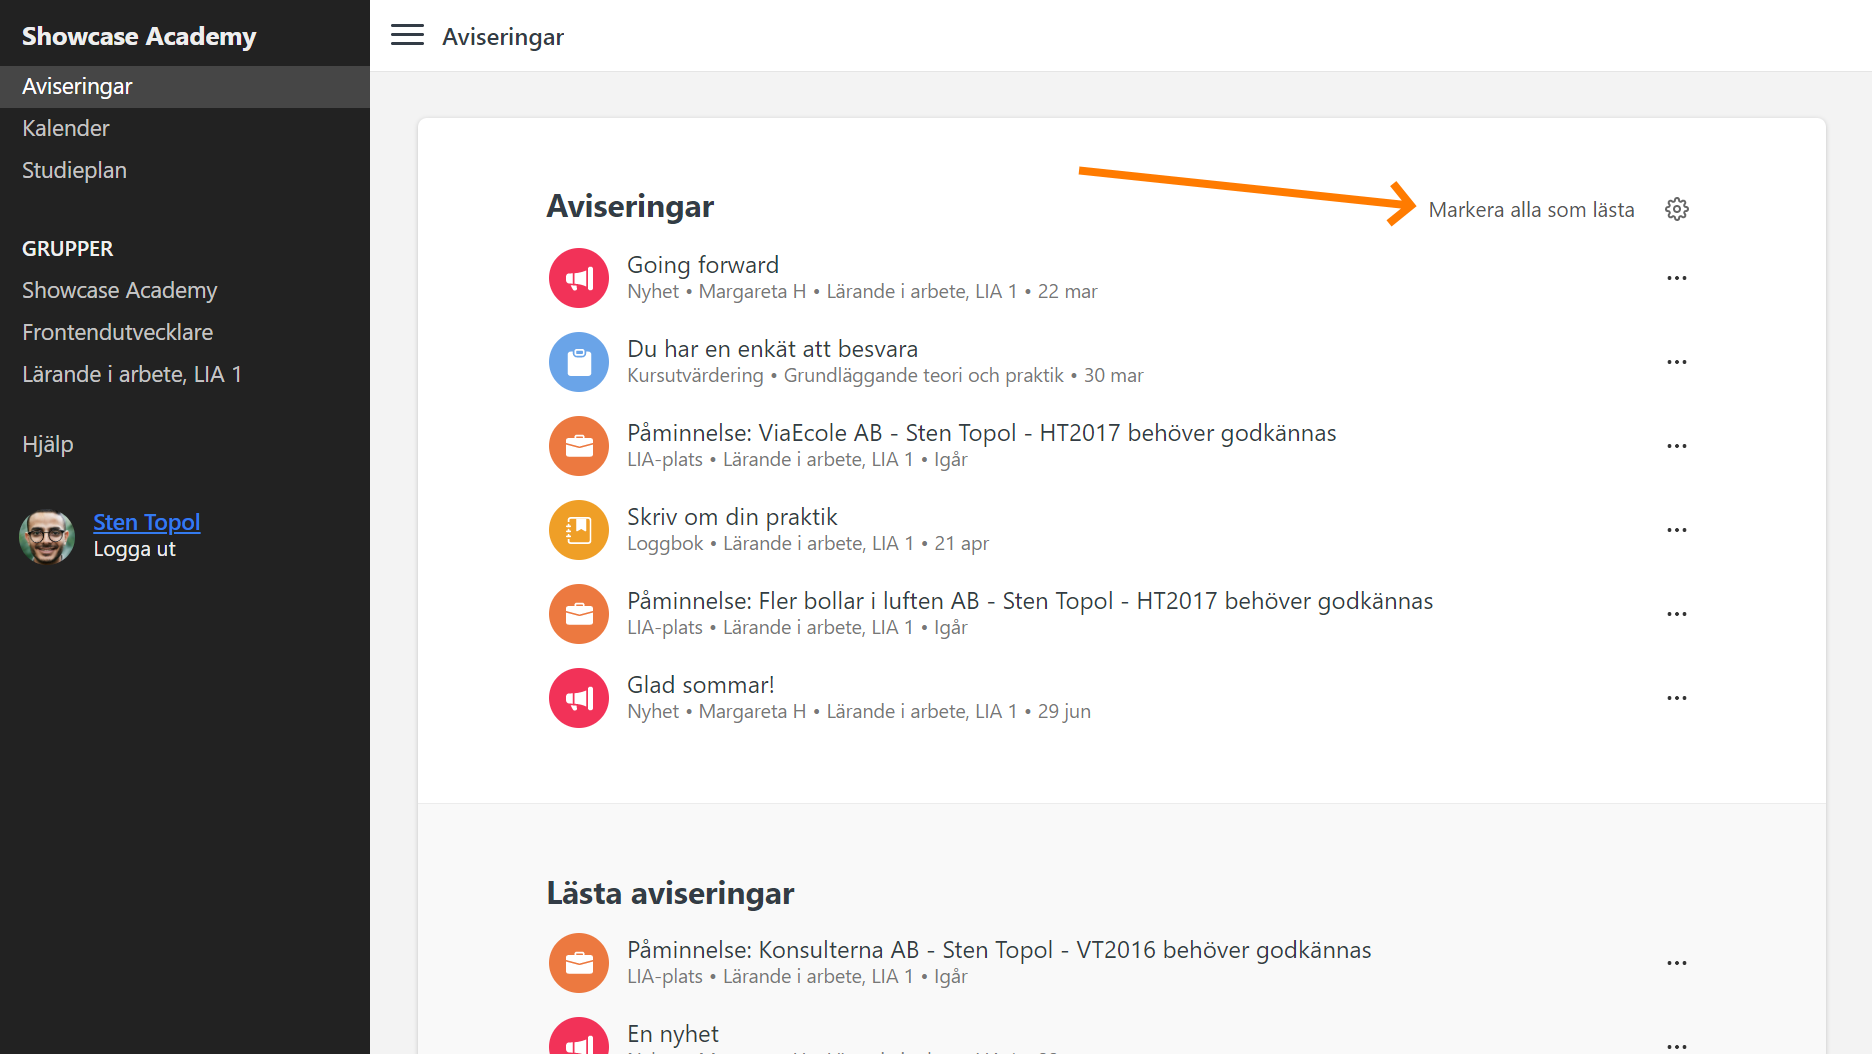 Showcase Academy
Aviseringar
Kalender
Studieplan
GRUPPER
Showcase Academy
Frontendutvecklare
Lärande i arbete, LIA 1
Hjälp
Sten Topol
Logga ut
Aviseringar
Aviseringar
Markera alla som lästa
Going forward
Nyhet • Margareta H • Lärande i arbete, LIA 1 • 22 mar
Du har en enkät att besvara
Kursutvärdering • Grundläggande teori och praktik • 30 mar
Påminnelse: ViaEcole AB - Sten Topol - HT2017 behöver godkännas
LIA-plats • Lärande i arbete, LIA 1 • Igår
Skriv om din praktik
Loggbok • Lärande i arbete, LIA 1 • 21 apr
Påminnelse: Fler bollar i luften AB - Sten Topol - HT2017 behöver godkännas
LIA-plats • Lärande i arbete, LIA 1 • Igår
Glad sommar!
Nyhet • Margareta H • Lärande i arbete, LIA 1 • 29 jun
Lästa aviseringar
Påminnelse: Konsulterna AB - Sten Topol - VT2016 behöver godkännas
LIA-plats • Lärande i arbete, LIA 1 • Igår
En nyhet